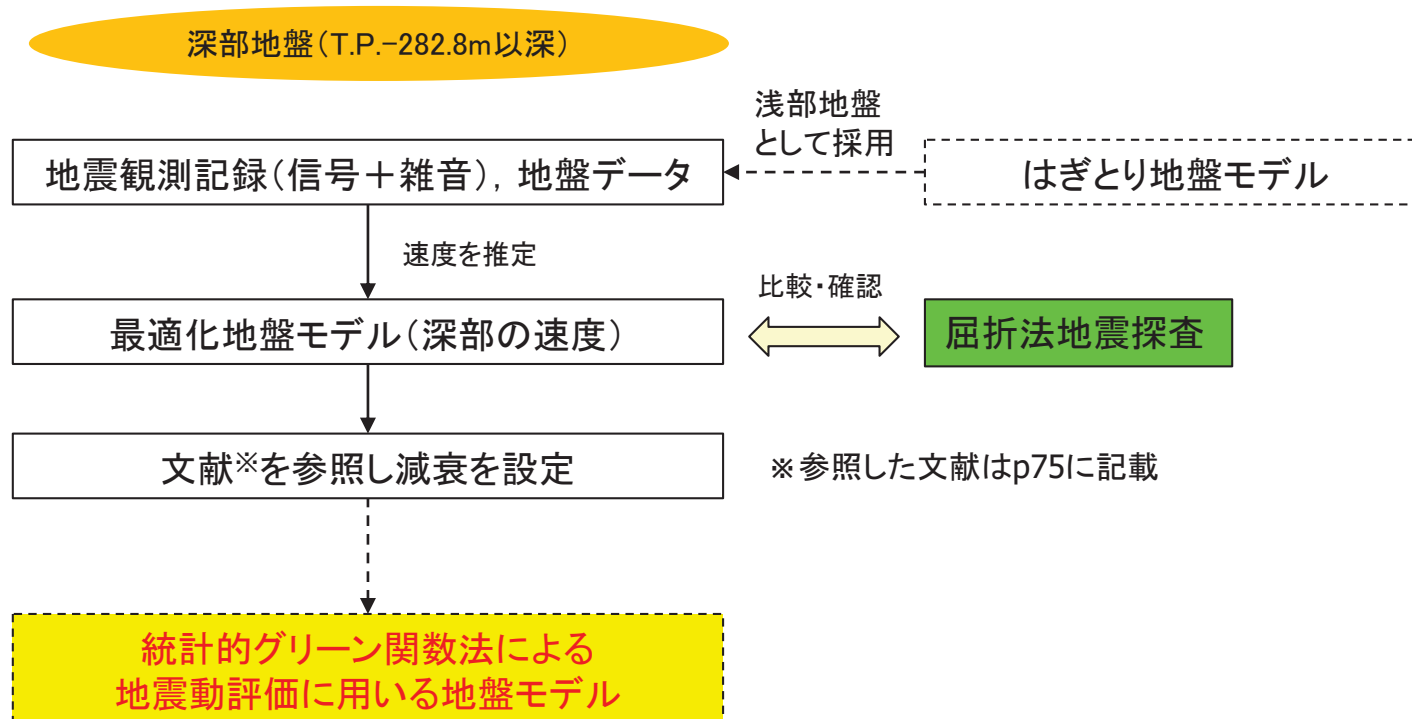 深部地盤（T.P.-282.8m以深）
浅部地盤
として採用
地震観測記録（信号＋雑音），地盤データ
はぎとり地盤モデル
速度を推定
比較・確認
最適化地盤モデル（深部の速度）
屈折法地震探査
文献※を参照し減衰を設定
※参照した文献はp75に記載
統計的グリーン関数法による
地震動評価に用いる地盤モデル